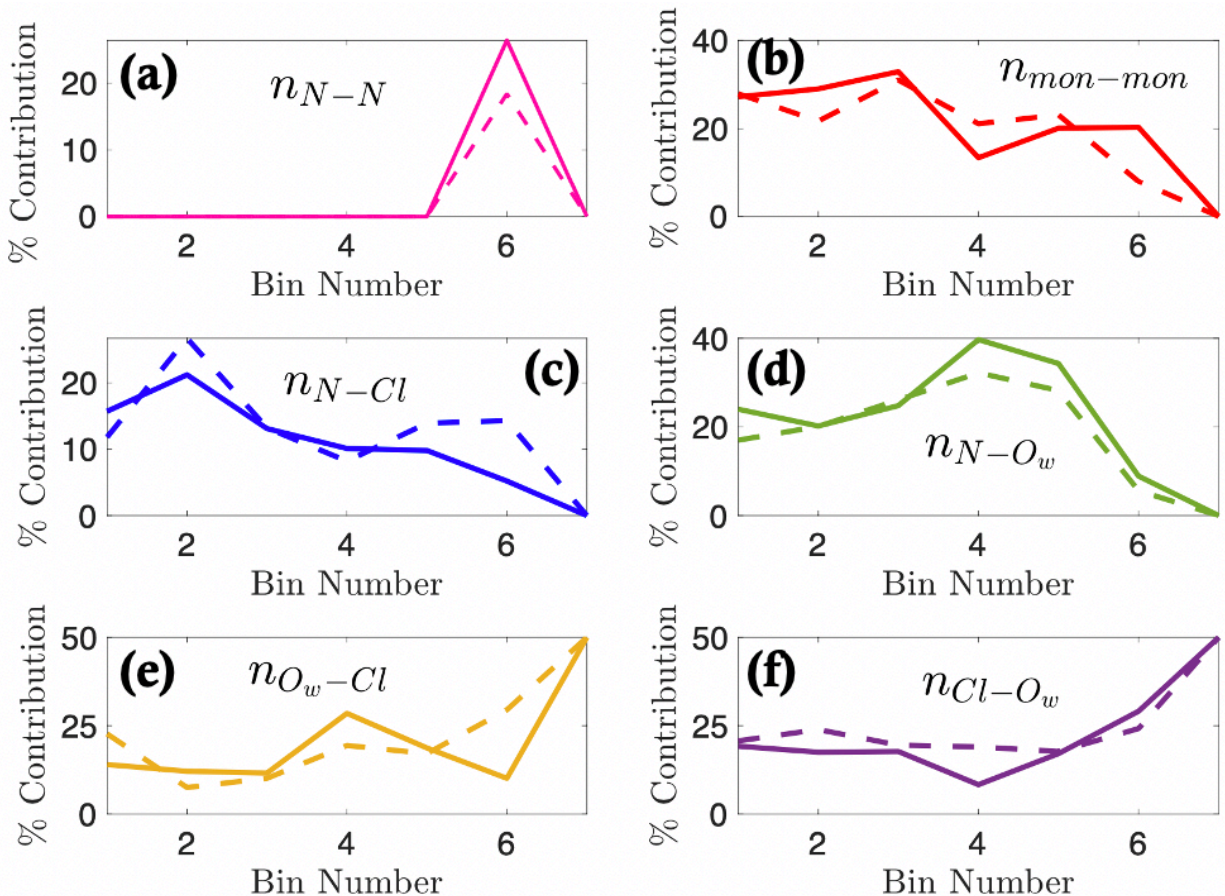 (a)
n_{N-N}
% Contribution
20
10
0
2 4 6
Bin Number
(b)
n_{mon-mon}
% Contribution
40
20
0
2 4 6
Bin Number
(c)
n_{N-Cl}
% Contribution
20
10
0
2 4 6
Bin Number
(d)
n_{N-O_w}
% Contribution
40
20
0
2 4 6
Bin Number
(e)
n_{O_w-Cl}
% Contribution
50
25
0
2 4 6
Bin Number
(f)
n_{Cl-O_w}
% Contribution
50
25
0
2 4 6
Bin Number